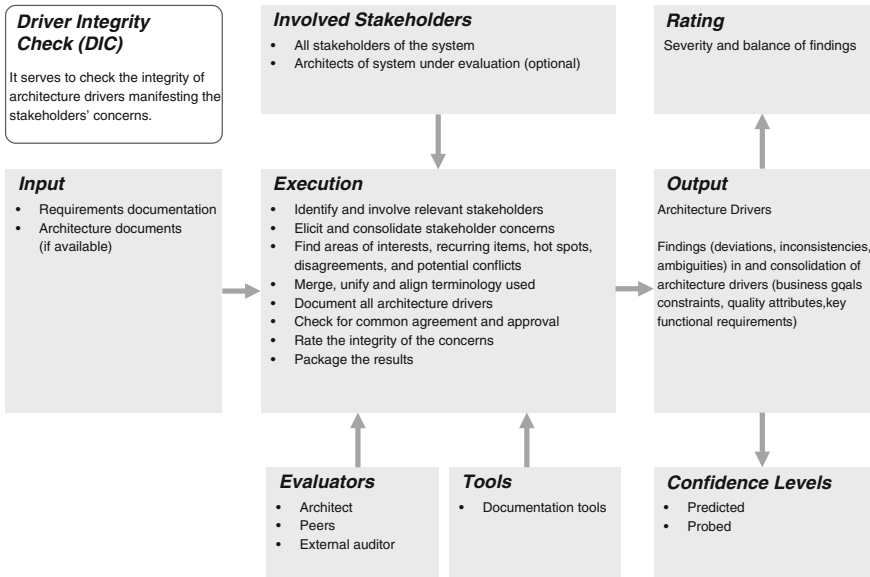 Driver Integrity
Check (DIC)
It serves to check the integrity of
architecture drivers manifesting the
stakeholders' concerns.
Involved Stakeholders
• All stakeholders of the system
• Architects of system under evaluation (optional)
Rating
Severity and balance of findings
Input
• Requirements documentation
• Architecture documents
(if available)
Execution
• Identify and involve relevant stakeholders
• Elicit and consolidate stakeholder concerns
• Find areas of interests, recurring items, hot spots,
disagreements, and potential conflicts
• Merge, unify and align terminology used
• Document all architecture drivers
• Check for common agreement and approval
• Rate the integrity of the concerns
• Package the results
Output
Architecture Drivers
Findings (deviations, inconsistencies,
ambiguities) in and consolidation of
architecture drivers (business goals
constraints, quality attributes,key
functional requirements)
Evaluators
• Architect
• Peers
• External auditor
Tools
• Documentation tools
Confidence Levels
• Predicted
• Probed